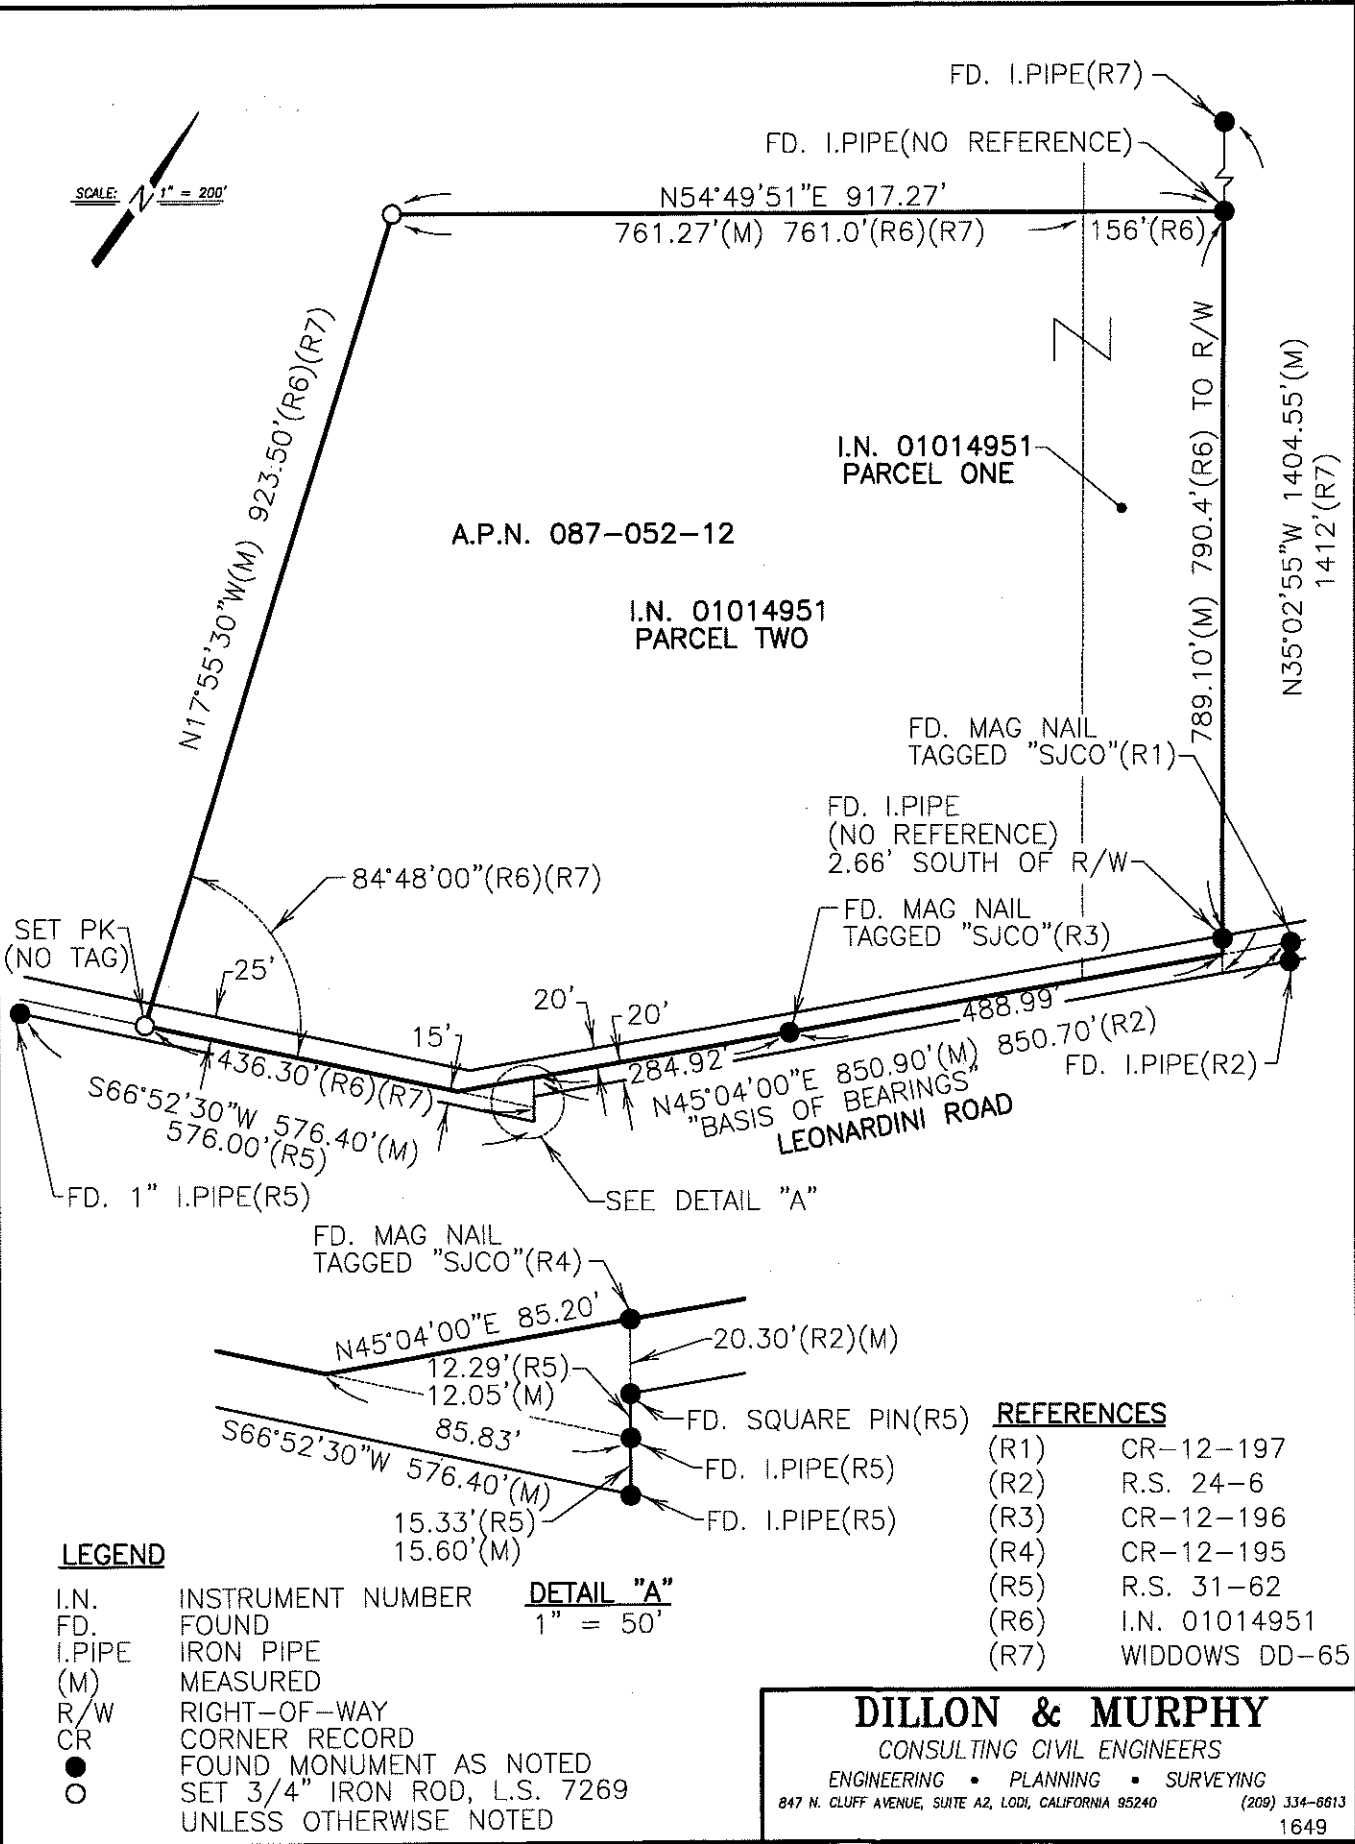 FD. I.PIPE(R7)
FD. I.PIPE(NO REFERENCE)
SCALE: 1" = 200'
N54°49'51"E 917.27'
761.27'(M) 761.0'(R6)(R7)
156'(R6)
N17°55'30"W(M) 923.50'(R6)(R7)
789.10'(M) 790.4'(R6) TO R/W
N35°02'55"W 1404.55'(M)
1412'(R7)
I.N. 01014951
PARCEL ONE
A.P.N. 087-052-12
I.N. 01014951
PARCEL TWO
FD. MAG NAIL
TAGGED "SJCO"(R1)
FD. I.PIPE
(NO REFERENCE)
2.66' SOUTH OF R/W
84°48'00"(R6)(R7)
FD. MAG NAIL
TAGGED "SJCO"(R3)
SET PK
(NO TAG)
25'
20'
20'
15'
488.99'
436.30'(R6)(R7)
284.92'
S66°52'30"W 576.40'(M)
576.00'(R5)
N45°04'00"E 850.90'(M) 850.70'(R2)
"BASIS OF BEARINGS"
LEONARDINI ROAD
FD. I.PIPE(R2)
FD. 1" I.PIPE(R5)
SEE DETAIL "A"
FD. MAG NAIL
TAGGED "SJCO"(R4)
N45°04'00"E 85.20'
20.30'(R2)(M)
12.29'(R5)
12.05'(M)
FD. SQUARE PIN(R5)
85.83'
S66°52'30"W 576.40'(M)
FD. I.PIPE(R5)
FD. I.PIPE(R5)
15.33'(R5)
15.60'(M)
DETAIL "A"
1" = 50'
REFERENCES
(R1) CR-12-197
(R2) R.S. 24-6
(R3) CR-12-196
(R4) CR-12-195
(R5) R.S. 31-62
(R6) I.N. 01014951
(R7) WIDDOWS DD-65
LEGEND
I.N. INSTRUMENT NUMBER
FD. FOUND
I.PIPE IRON PIPE
(M) MEASURED
R/W RIGHT-OF-WAY
CR CORNER RECORD
FOUND MONUMENT AS NOTED
SET 3/4" IRON ROD, L.S. 7269
UNLESS OTHERWISE NOTED
DILLON & MURPHY
CONSULTING CIVIL ENGINEERS
ENGINEERING • PLANNING • SURVEYING
847 N. CLUFF AVENUE, SUITE A2, LODI, CALIFORNIA 95240 (209) 334-6613
1649